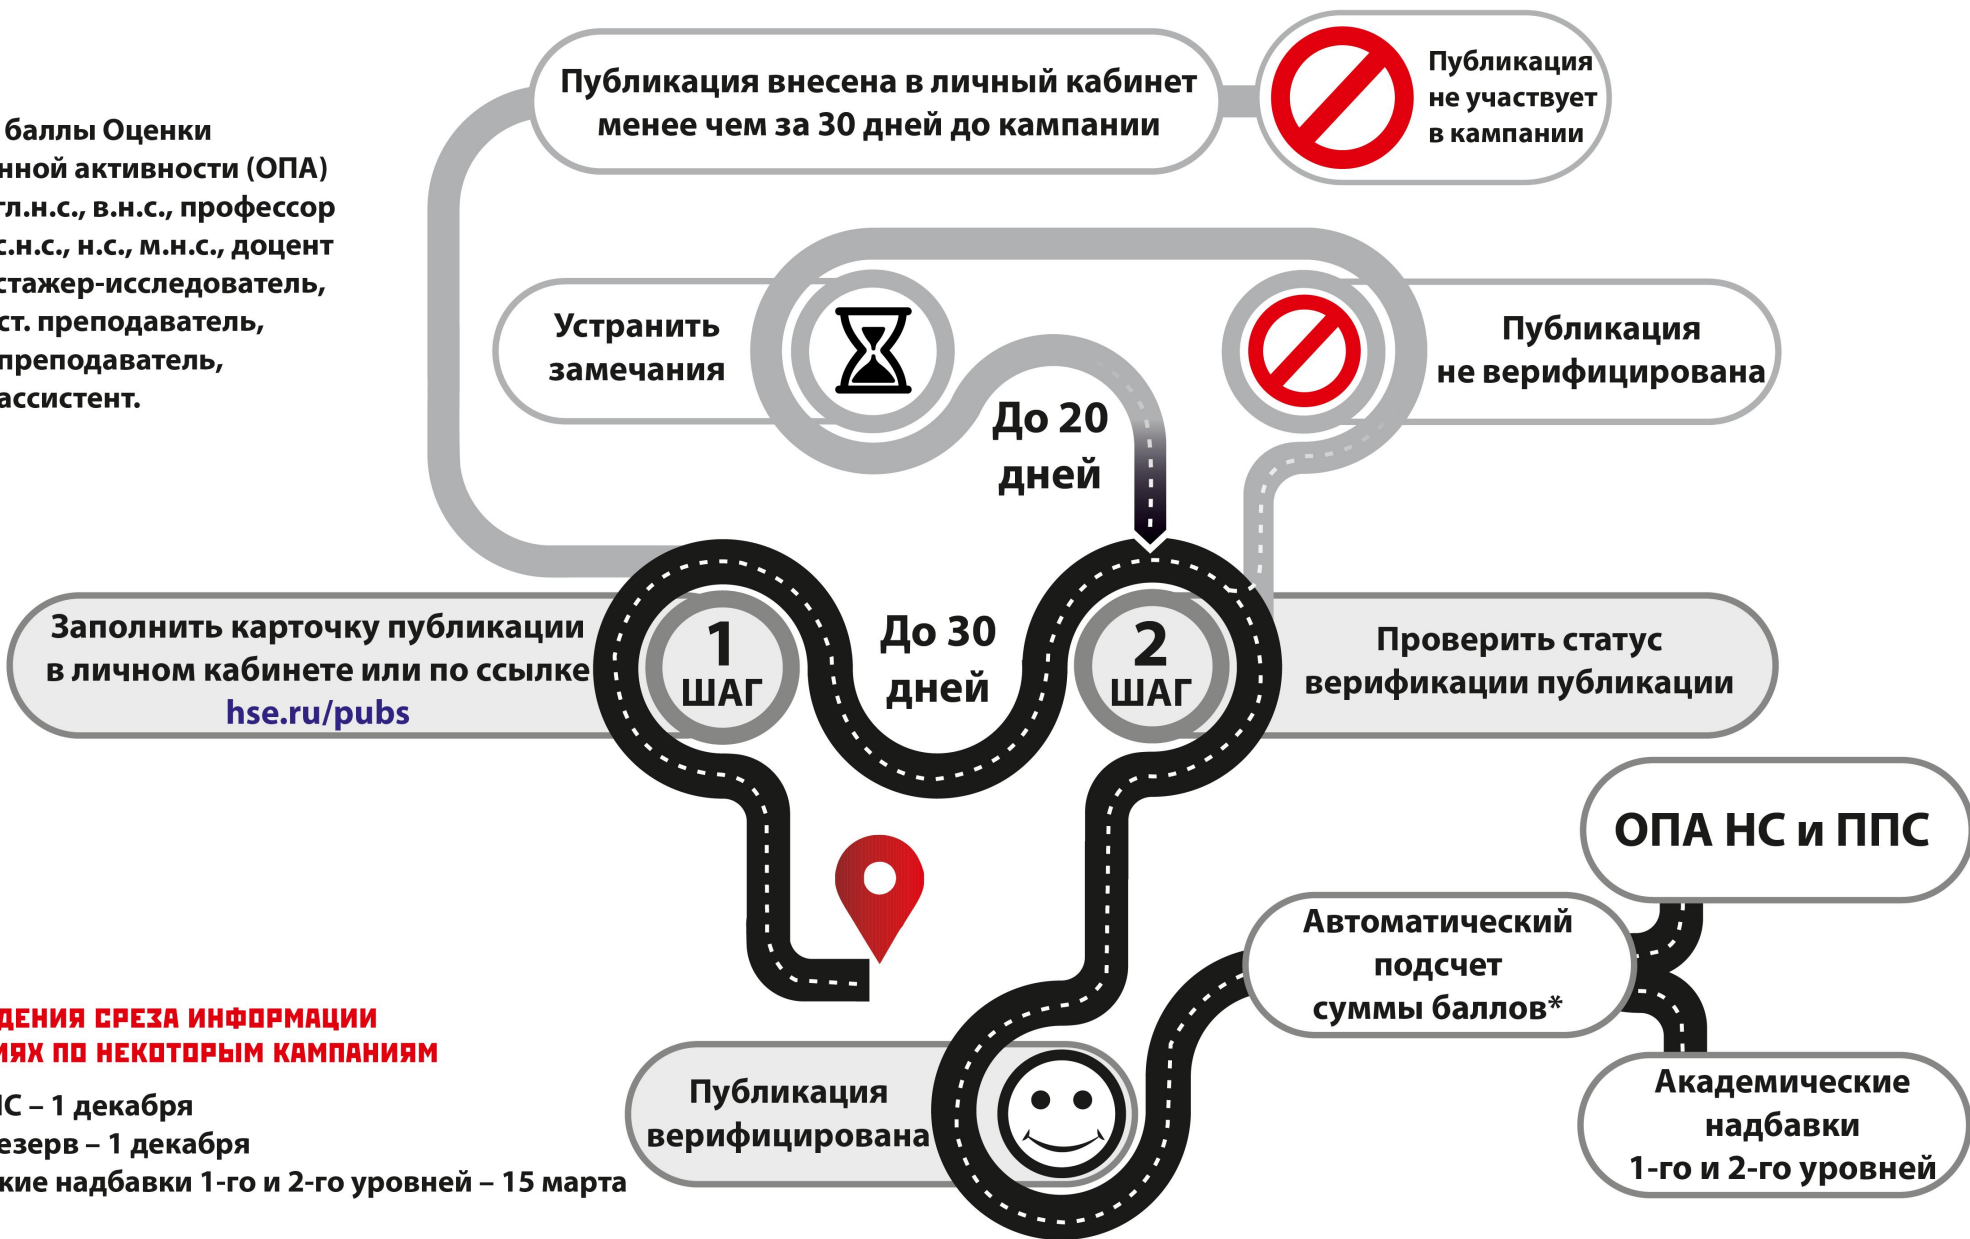 Публикация внесена в личный кабинет
менее чем за 30 дней до кампании
Публикация
не участвует
в кампании
баллы Оценки
нной активности (ОПА)
гл.н.с., в.н.с., профессор
с.н.с., н.с., м.н.с., доцент
стажер-исследователь,
ст. преподаватель,
преподаватель,
ассистент.
Устранить
замечания
До 20
дней
Публикация
не верифицирована
Заполнить карточку публикации
в личном кабинете или по ссылке
hse.ru/pubs
1
ШАГ
До 30
дней
2
ШАГ
Проверить статус
верификации публикации
ОПА НС и ППС
Автоматический
подсчет
суммы баллов*
Академические
надбавки
1-го и 2-го уровней
Публикация
верифицирована
ДЕНИЯ СРЕЗА ИНФОРМАЦИИ
ИЯХ ПО НЕКОТОРЫМ КАМПАНИЯМ
ПС – 1 декабря
езерв – 1 декабря
кие надбавки 1-го и 2-го уровней – 15 марта